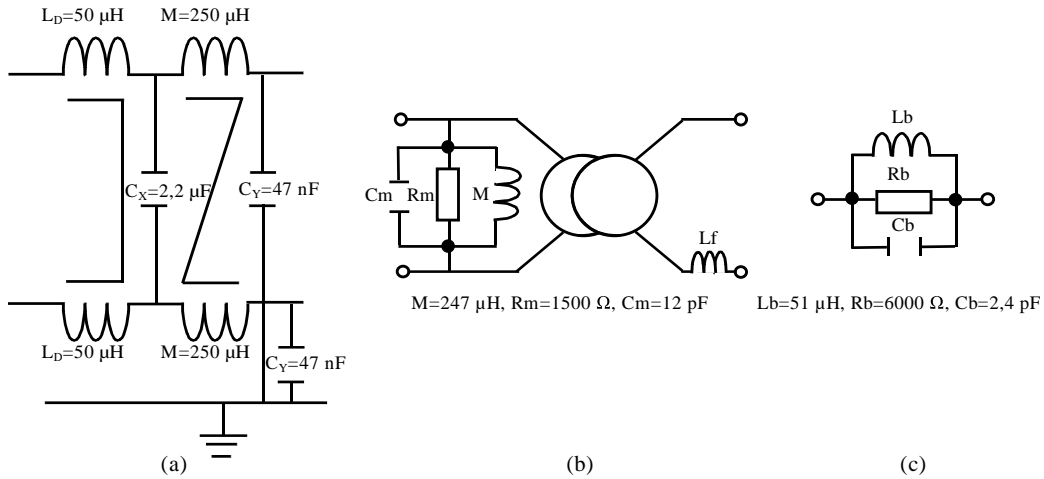 L_D=50 µH M=250 µH
C_X=2,2 µF C_Y=47 nF
L_D=50 µH M=250 µH
C_Y=47 nF
(a)
Cm Rm M
Lf
M=247 µH, Rm=1500 Ω, Cm=12 pF
(b)
Lb
Rb
Cb
Lb=51 µH, Rb=6000 Ω, Cb=2,4 pF
(c)